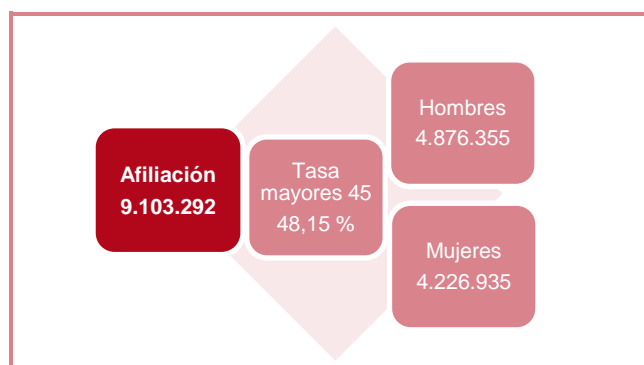 Afiliación
9.103.292
Tasa
mayores 45
48,15 %
Hombres
4.876.355
Mujeres
4.226.935